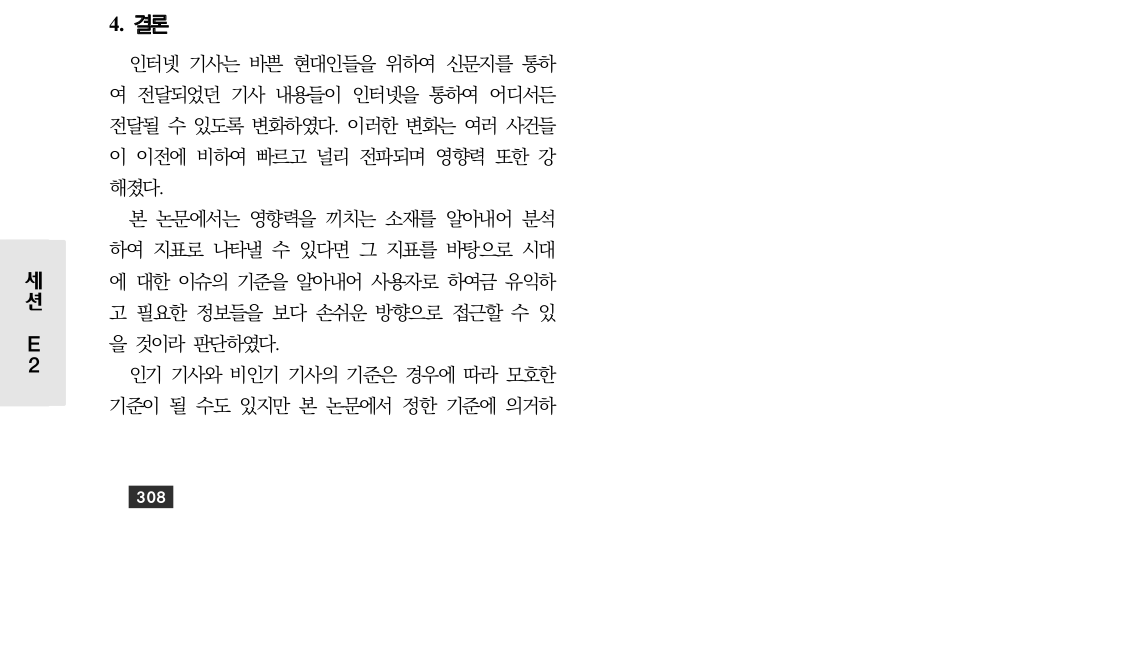 4. 결론
인터넷 기사는 바쁜 현대인들을 위하여 신문지를 통하
여 전달되었던 기사 내용들이 인터넷을 통하여 어디서든
전달될 수 있도록 변화하였다. 이러한 변화는 여러 사건들
이 이전에 비하여 빠르고 널리 전파되며 영향력 또한 강
해졌다.
본 논문에서는 영향력을 끼치는 소재를 알아내어 분석
하여 지표로 나타낼 수 있다면 그 지표를 바탕으로 시대
에 대한 이슈의 기준을 알아내어 사용자로 하여금 유익하
고 필요한 정보들을 보다 손쉬운 방향으로 접근할 수 있
을 것이라 판단하였다.
인기 기사와 비인기 기사의 기준은 경우에 따라 모호한
기준이 될 수도 있지만 본 논문에서 정한 기준에 의거하
세션 E2
308